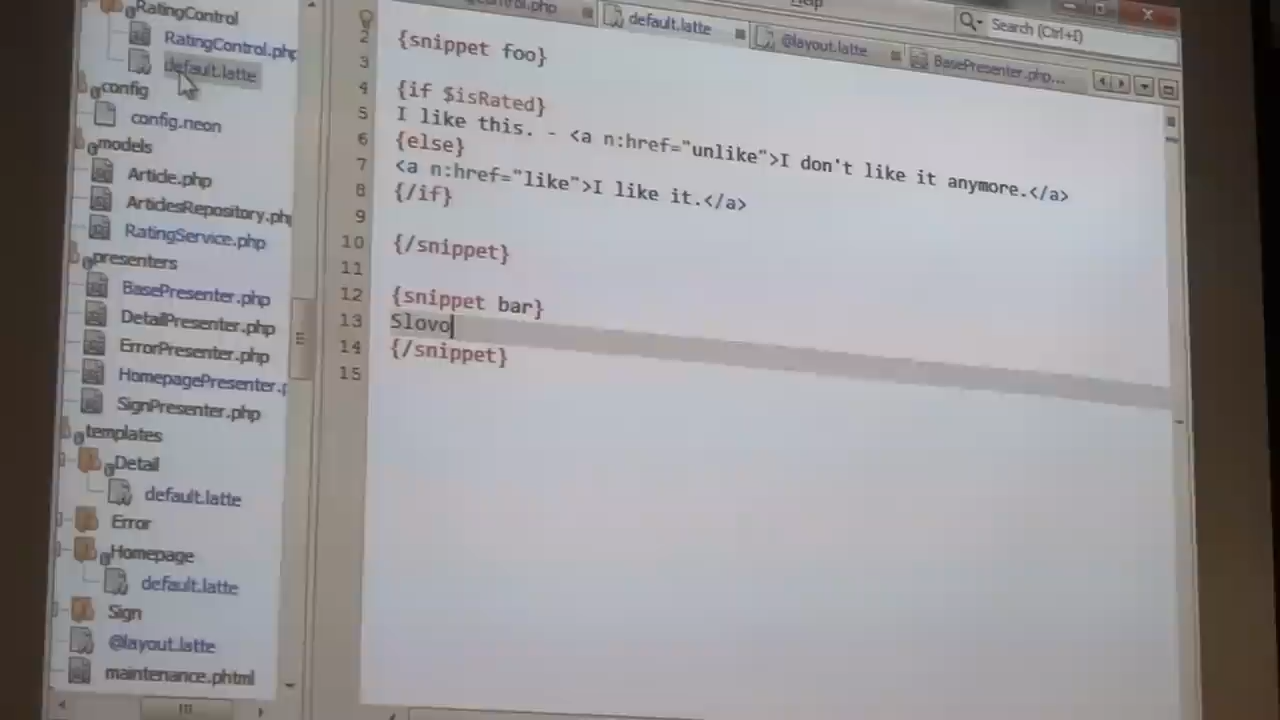 RatingControl
RatingControl.php
default.latte
config
config.neon
models
Article.php
ArticlesRepository.ph
RatingService.php
presenters
BasePresenter.php
DetailPresenter.php
ErrorPresenter.php
HomepagePresenter.p
SignPresenter.php
templates
Detail
default.latte
Error
Homepage
default.latte
Sign
@layout.latte
maintenance.phtml
Help
Search (Ctrl+I)
default.latte
@layout.latte
BasePresenter.php...
2 {snippet foo}
3
4 {if $isRated}
5 I like this. - <a n:href="unlike">I don't like it anymore.</a>
6 {else}
7 <a n:href="like">I like it.</a>
8 {/if}
9
10 {/snippet}
11
12 {snippet bar}
13 Slovo
14 {/snippet}
15